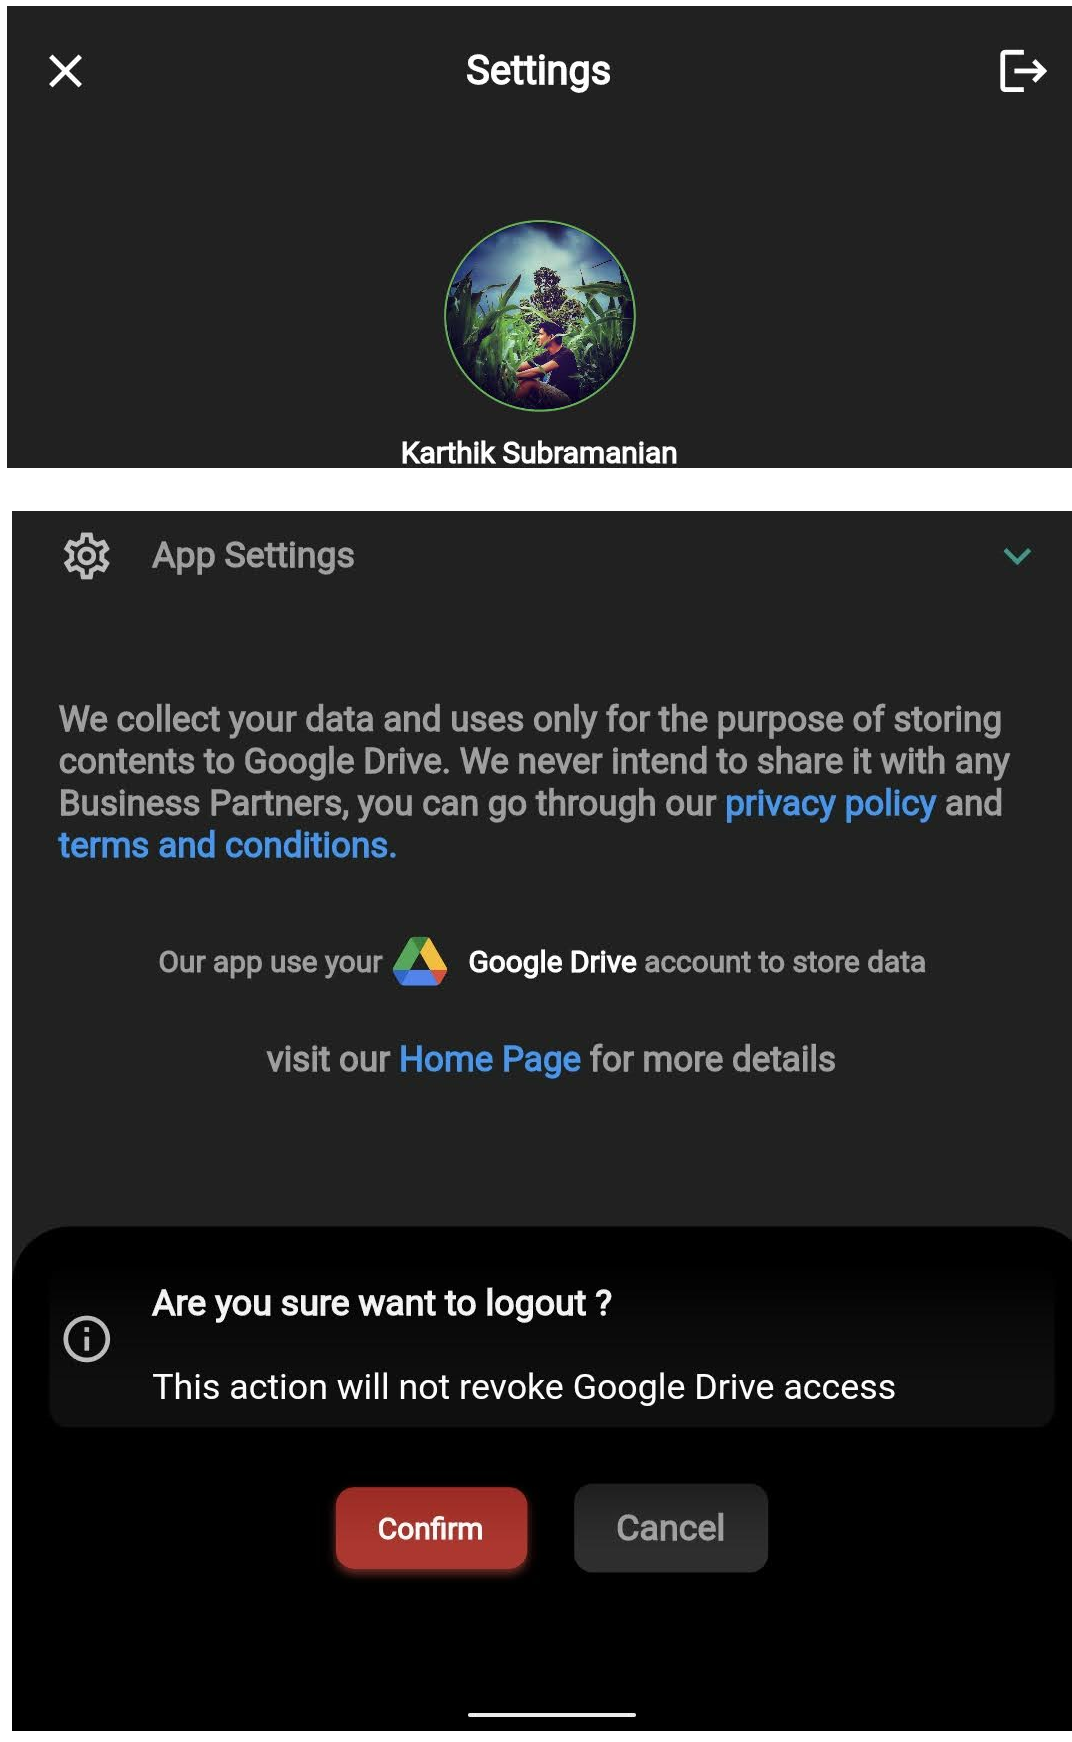 Settings
Karthik Subramanian
App Settings
We collect your data and uses only for the purpose of storing
contents to Google Drive. We never intend to share it with any
Business Partners, you can go through our privacy policy and
terms and conditions.
Our app use your Google Drive account to store data
visit our Home Page for more details
Are you sure want to logout ?
This action will not revoke Google Drive access
Confirm
Cancel